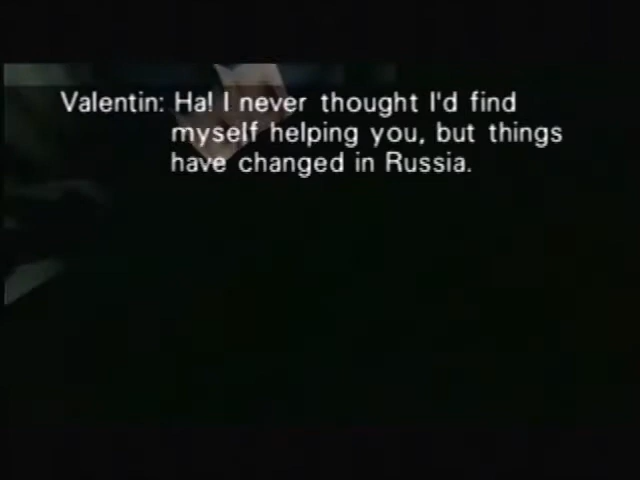 Valentin: Ha! I never thought I'd find
myself helping you, but things
have changed in Russia.